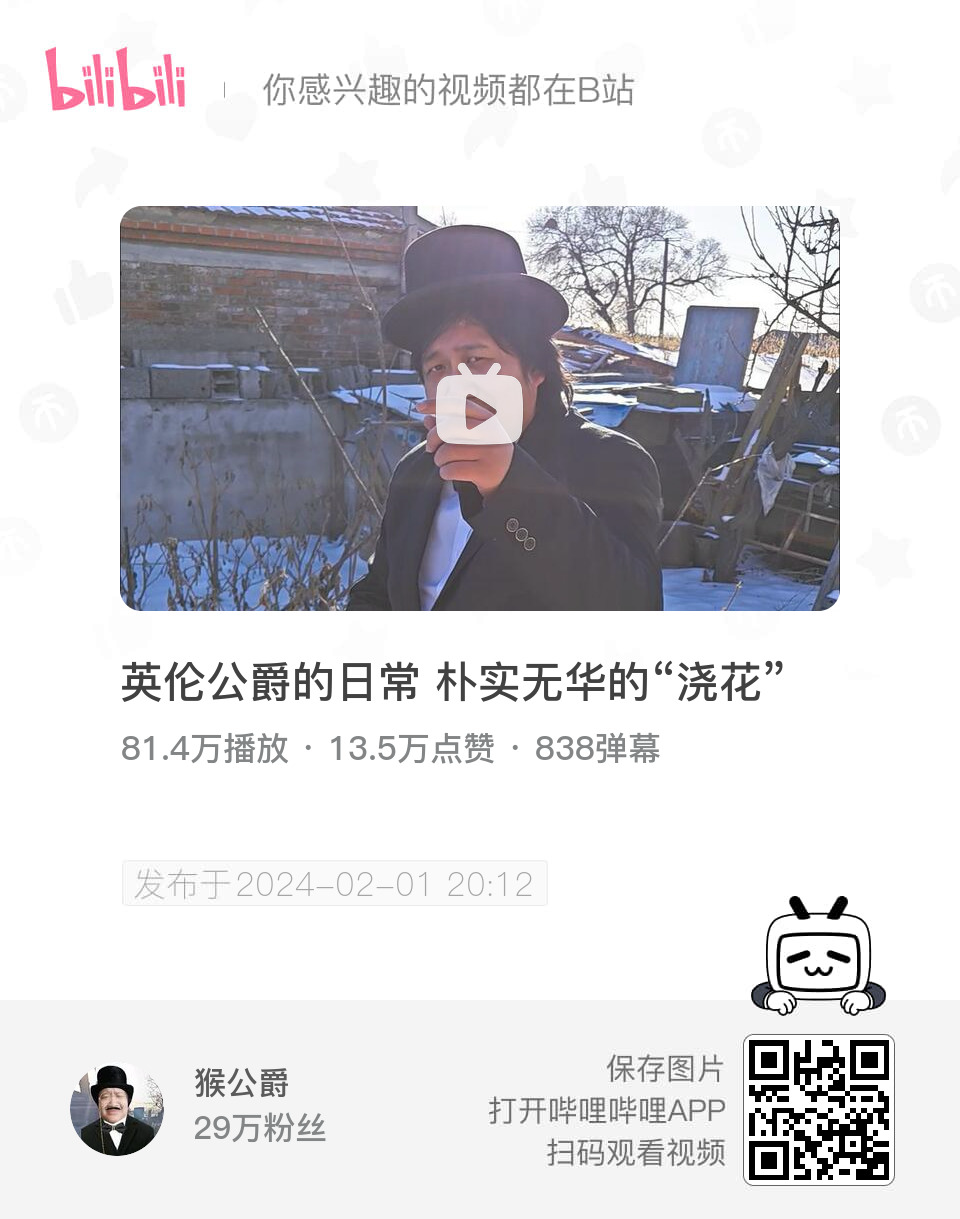 bilibili
你感兴趣的视频都在B站
英伦公爵的日常 朴实无华的“浇花”
81.4万播放 · 13.5万点赞 · 838弹幕
发布于2024-02-01 20:12
猴公爵
29万粉丝
保存图片
打开哔哩哔哩APP
扫码观看视频